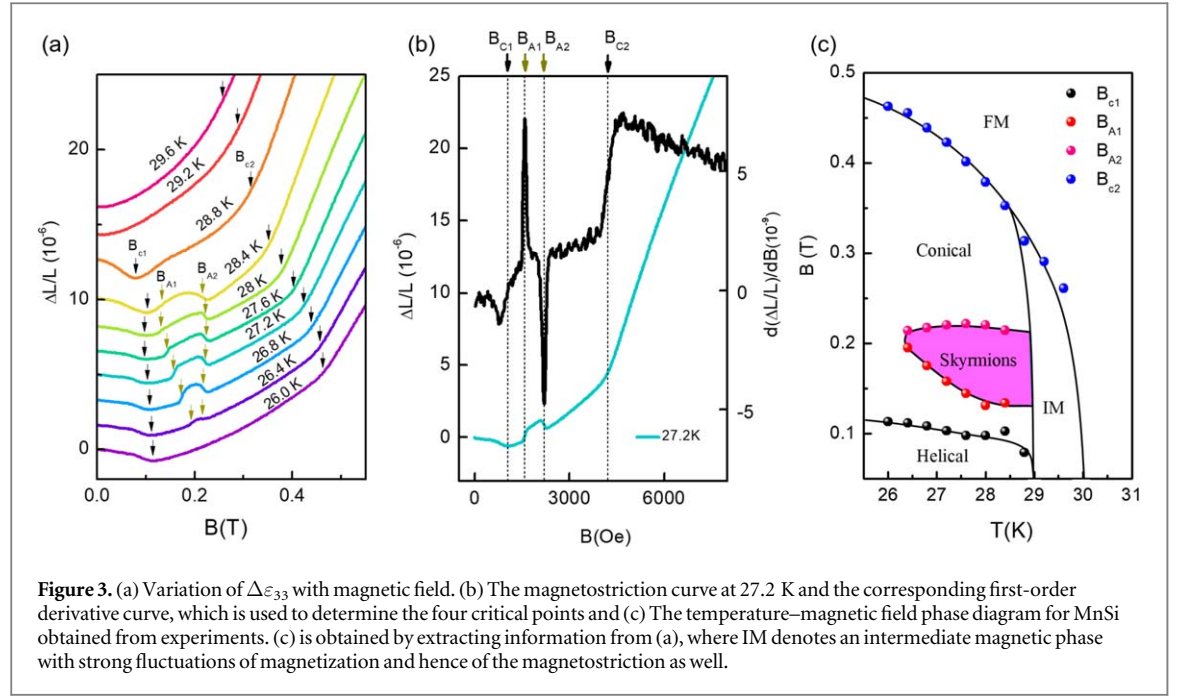 (a)
(b)
(c)
B_C1 B_A1 B_A2 B_C2
20
10
0
0.0 0.2 0.4
ΔL/L (10⁻⁶)
B(T)
29.6 K
29.2 K
28.8 K
28.4 K
28 K
27.6 K
27.2 K
26.8 K
26.4 K
26.0 K
B_c2
B_c1
B_A1
B_A2
25
20
15
10
5
0
ΔL/L (10⁻⁶)
0 3000 6000
B(Oe)
5
0
-5
d(ΔL/L)/dB(10⁻⁹)
27.2K
0.5
0.4
0.3
0.2
0.1
B (T)
26 27 28 29 30 31
T(K)
FM
B_c1
B_A1
B_A2
B_c2
Conical
Skyrmions
IM
Helical
Figure 3. (a) Variation of Δε₃₃ with magnetic field. (b) The magnetostriction curve at 27.2 K and the corresponding first-order
derivative curve, which is used to determine the four critical points and (c) The temperature–magnetic field phase diagram for MnSi
obtained from experiments. (c) is obtained by extracting information from (a), where IM denotes an intermediate magnetic phase
with strong fluctuations of magnetization and hence of the magnetostriction as well.